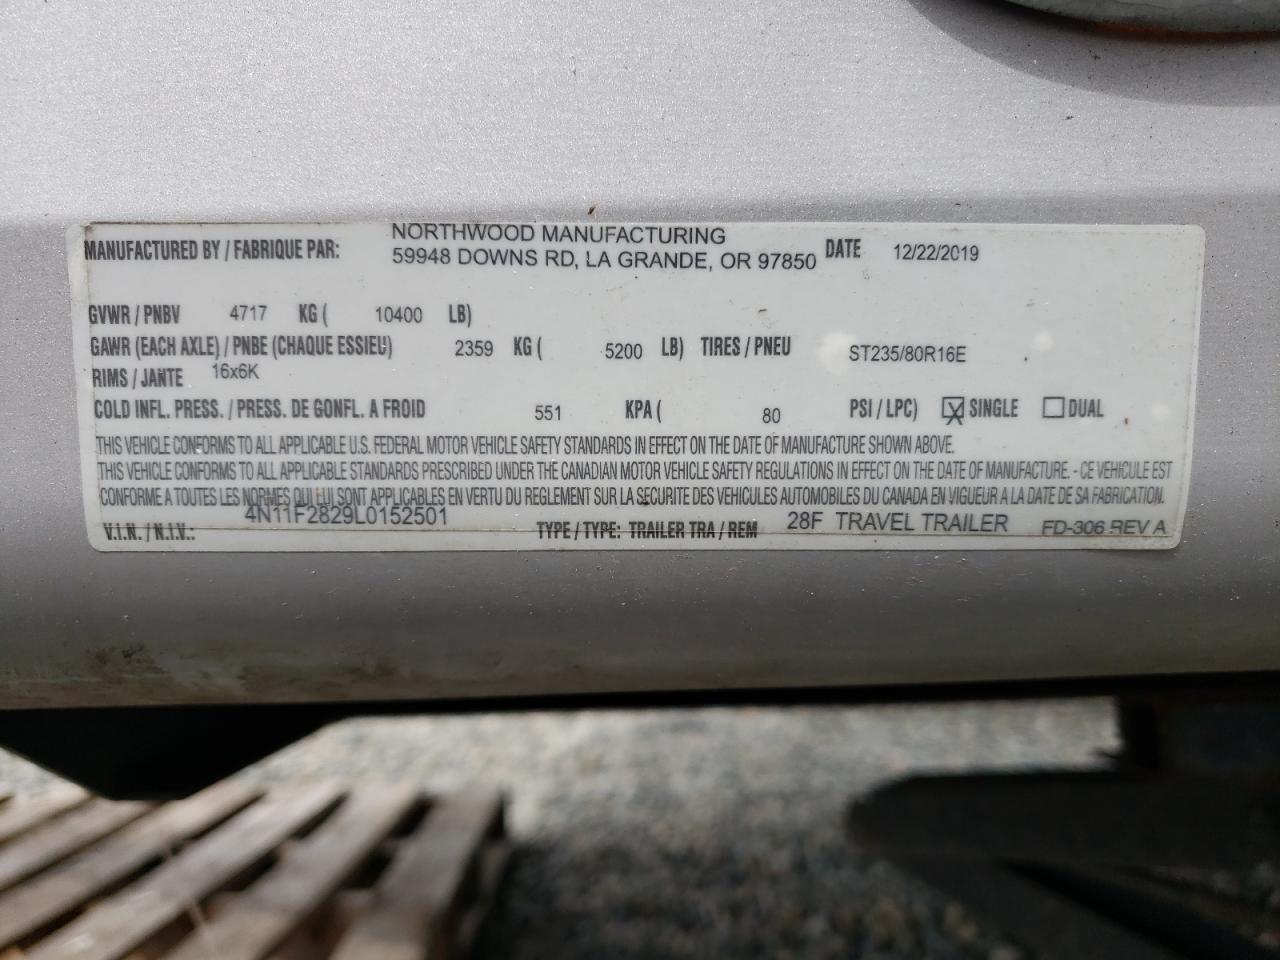 MANUFACTURED BY / FABRIQUE PAR: NORTHWOOD MANUFACTURING
59948 DOWNS RD, LA GRANDE, OR 97850 DATE 12/22/2019
GVWR / PNBV 4717 KG ( 10400 LB)
GAWR (EACH AXLE) / PNBE (CHAQUE ESSIEU) 2359 KG ( 5200 LB) TIRES / PNEU ST235/80R16E
RIMS / JANTE 16x6K
COLD INFL. PRESS. / PRESS. DE GONFL. A FROID 551 KPA ( 80 PSI / LPC) SINGLE DUAL
THIS VEHICLE CONFORMS TO ALL APPLICABLE U.S. FEDERAL MOTOR VEHICLE SAFETY STANDARDS IN EFFECT ON THE DATE OF MANUFACTURE SHOWN ABOVE.
THIS VEHICLE CONFORMS TO ALL APPLICABLE STANDARDS PRESCRIBED UNDER THE CANADIAN MOTOR VEHICLE SAFETY REGULATIONS IN EFFECT ON THE DATE OF MANUFACTURE. - CE VEHICULE EST
CONFORME A TOUTES LES NORMES QUI LUI SONT APPLICABLES EN VERTU DU REGLEMENT SUR LA SECURITE DES VEHICULES AUTOMOBILES DU CANADA EN VIGUEUR A LA DATE DE SA FABRICATION.
V.I.N. / N.I.V.: 4N11F2829L0152501 TYPE / TYPE: TRAILER TRA / REM 28F TRAVEL TRAILER FD-306 REV A